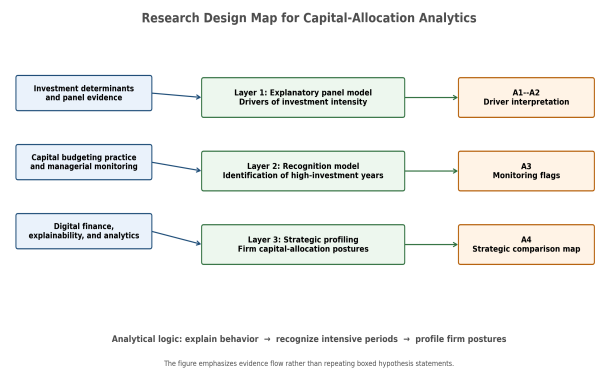 Research Design Map for Capital-Allocation Analytics
Investment determinants
and panel evidence
Layer 1: Explanatory panel model
Drivers of investment intensity
A1--A2
Driver interpretation
Capital budgeting practice
and managerial monitoring
Layer 2: Recognition model
Identification of high-investment years
A3
Monitoring flags
Digital finance,
explainability, and analytics
Layer 3: Strategic profiling
Firm capital-allocation postures
A4
Strategic comparison map
Analytical logic: explain behavior → recognize intensive periods → profile firm postures
The figure emphasizes evidence flow rather than repeating boxed hypothesis statements.